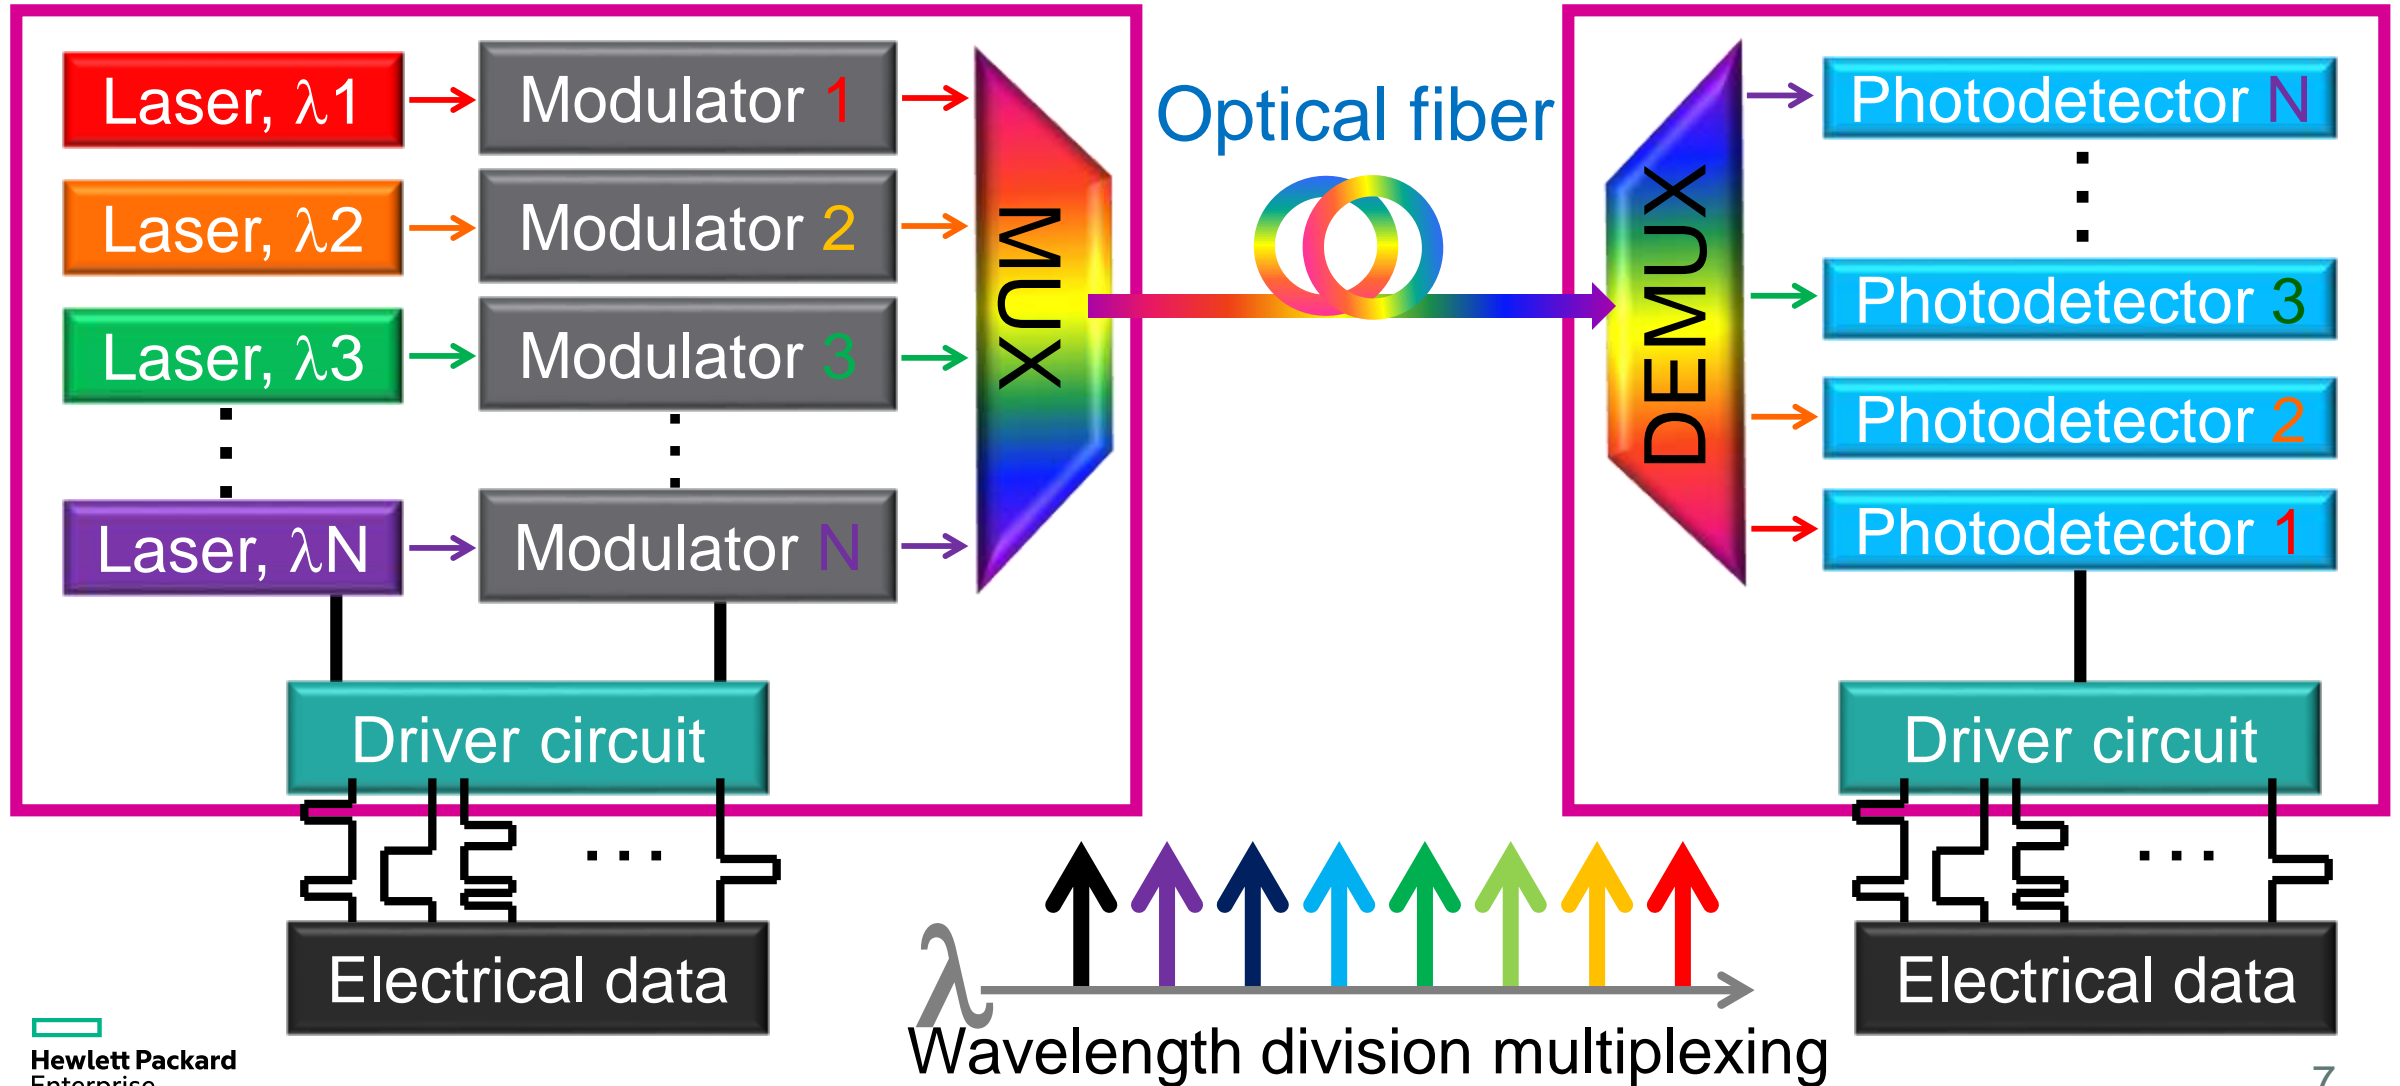 Laser, λ1
Modulator 1
Laser, λ2
Modulator 2
Laser, λ3
Modulator 3
Laser, λN
Modulator N
MUX
Optical fiber
DEMUX
Photodetector N
Photodetector 3
Photodetector 2
Photodetector 1
Driver circuit
Driver circuit
Electrical data
Electrical data
λ
Wavelength division multiplexing
Hewlett Packard
Enterprise
7